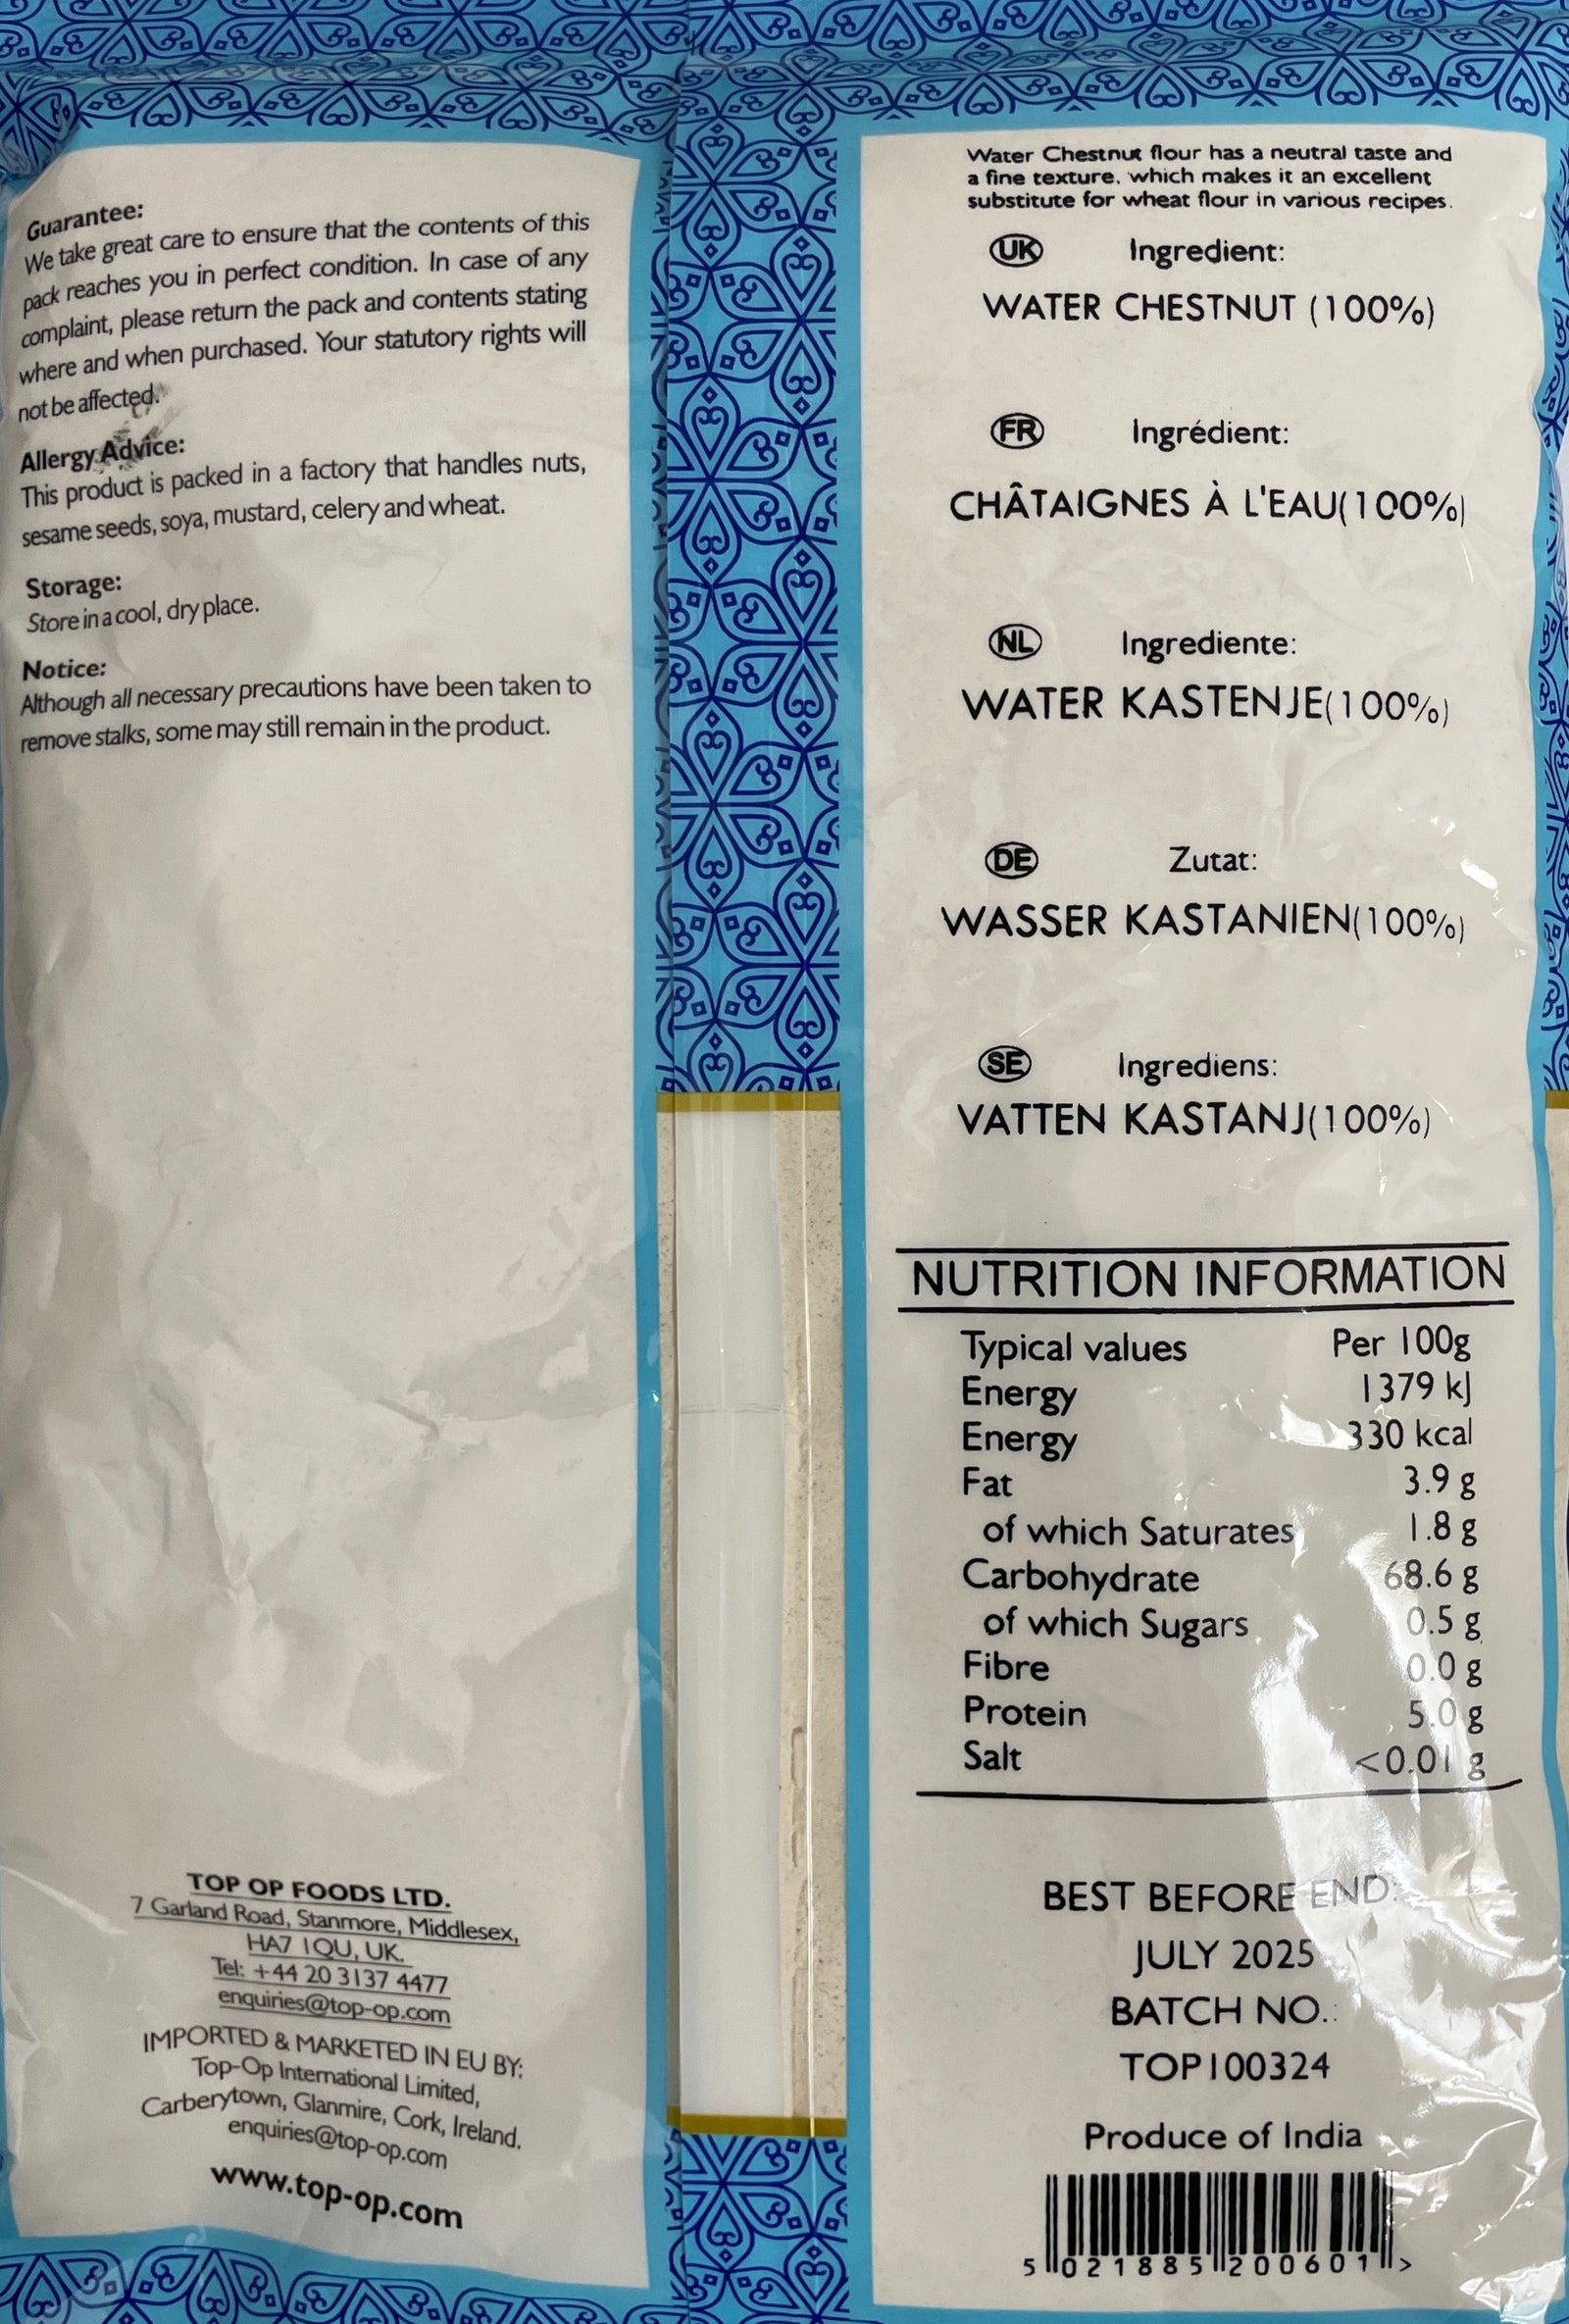 Guarantee:
We take great care to ensure that the contents of this
pack reaches you in perfect condition. In case of any
complaint, please return the pack and contents stating
where and when purchased. Your statutory rights will
not be affected.
Allergy Advice:
This product is packed in a factory that handles nuts,
sesame seeds, soya, mustard, celery and wheat.
Storage:
Store in a cool, dry place.
Notice:
Although all necessary precautions have been taken to
remove stalks, some may still remain in the product.
TOP OP FOODS LTD.
7 Garland Road, Stanmore, Middlesex,
HA7 1QU, UK.
Tel: +44 20 3137 4477
enquiries@top-op.com
IMPORTED & MARKETED IN EU BY:
Top-Op International Limited,
Carberytown, Glanmire, Cork, Ireland.
enquiries@top-op.com
www.top-op.com
Water Chestnut flour has a neutral taste and
a fine texture. which makes it an excellent
substitute for wheat flour in various recipes.
UK Ingredient:
WATER CHESTNUT (100%)
FR Ingrédient:
CHÂTAIGNES À L'EAU(100%)
NL Ingrediente:
WATER KASTENJE(100%)
DE Zutat:
WASSER KASTANIEN(100%)
SE Ingrediens:
VATTEN KASTANJ(100%)
NUTRITION INFORMATION
Typical values Per 100g
Energy 1379 kJ
Energy 330 kcal
Fat 3.9 g
of which Saturates 1.8 g
Carbohydrate 68.6 g
of which Sugars 0.5 g
Fibre 0.0 g
Protein 5.0 g
Salt <0.01 g
BEST BEFORE END:
JULY 2025
BATCH NO.:
TOP100324
Produce of India
5 021885 200601 >